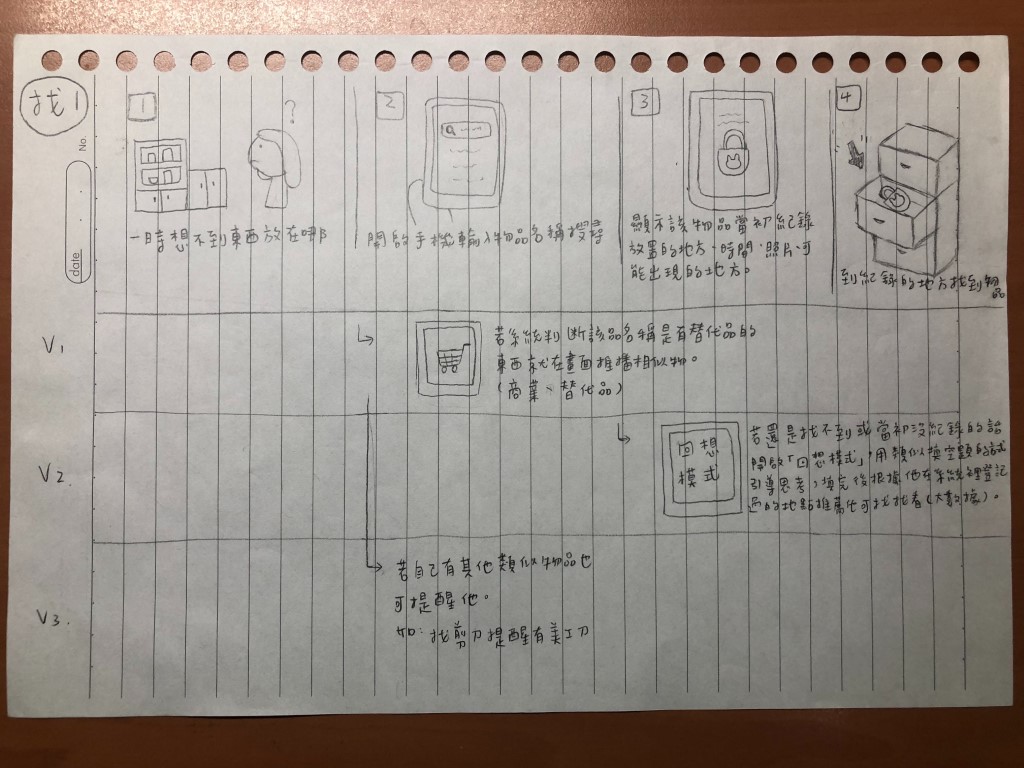 找1
No.
date
1
?
一時想不到東西放在哪
2
開啟手機輸入物品名稱搜尋
3
顯示該物品當初紀錄
放置的地方、時間、照片、可
能出現的地方。
4
到紀錄的地方找到物
品
V1
若系統判斷該品名稱是有替代品的
東西就在畫面推播相似物。
(商業、替代品)
V2.
回想
模式
若還是找不到或當初沒紀錄的話
開啟「回想模式」,用類似填空題的試
引導思考,填完後根據他在系統裡登記
過的地點推薦他可找找看(大數據)。
V3.
若自己有其他類似物品也
可提醒他。
如:找剪刀提醒有美工刀